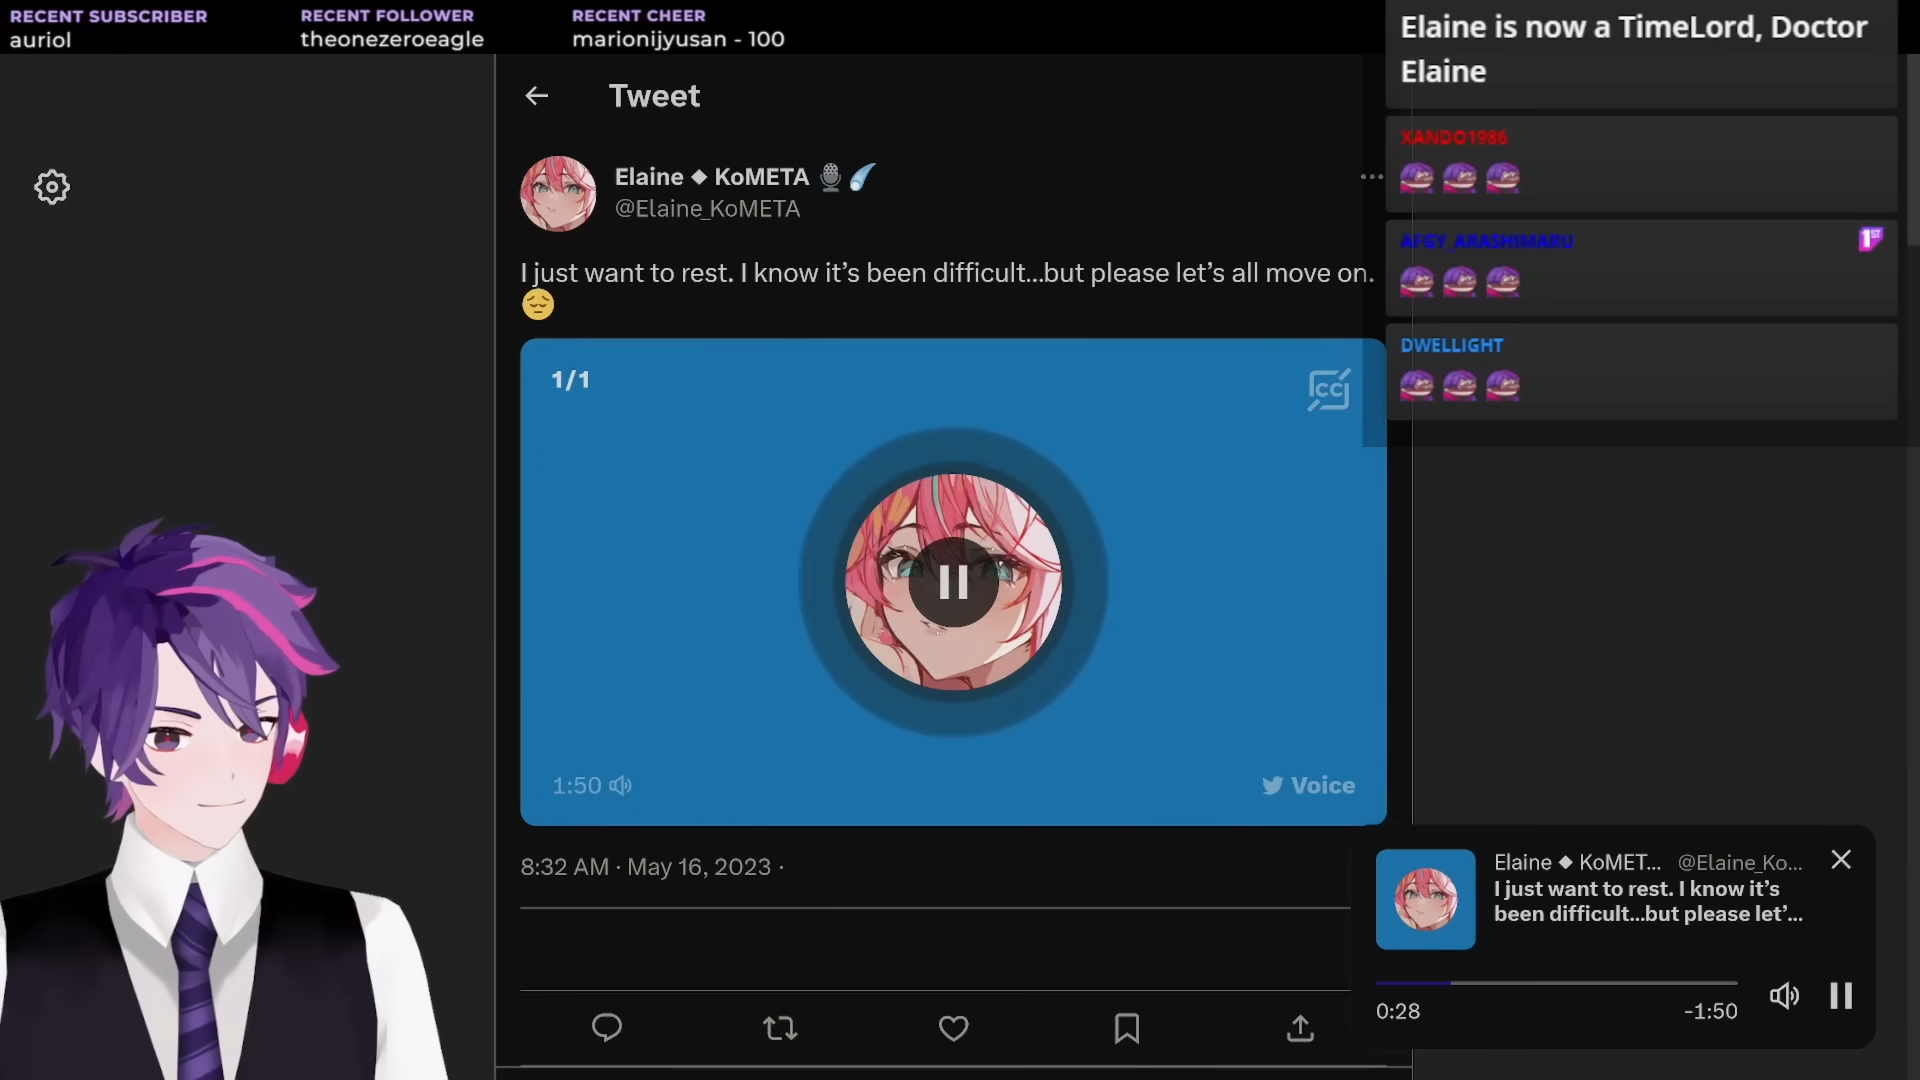 RECENT SUBSCRIBER
auriol
RECENT FOLLOWER
theonezeroeagle
RECENT CHEER
marionijyusan - 100
Elaine is now a TimeLord, Doctor
Elaine
XANDO1986
AFGY_ARASHIMARU
1ST
DWELLIGHT
Tweet
Elaine ◆ KoMETA 🎙️☄️
@Elaine_KoMETA
I just want to rest. I know it’s been difficult...but please let’s all move on.
😔
1/1
CC
1:50
Voice
8:32 AM · May 16, 2023 ·
Elaine ◆ KoMET... @Elaine_Ko...
I just want to rest. I know it’s
been difficult...but please let’...
0:28
-1:50